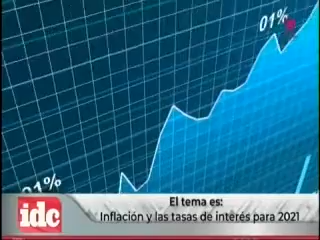 01%
01%
El tema es:
idc Inflación y las tasas de interés para 2021